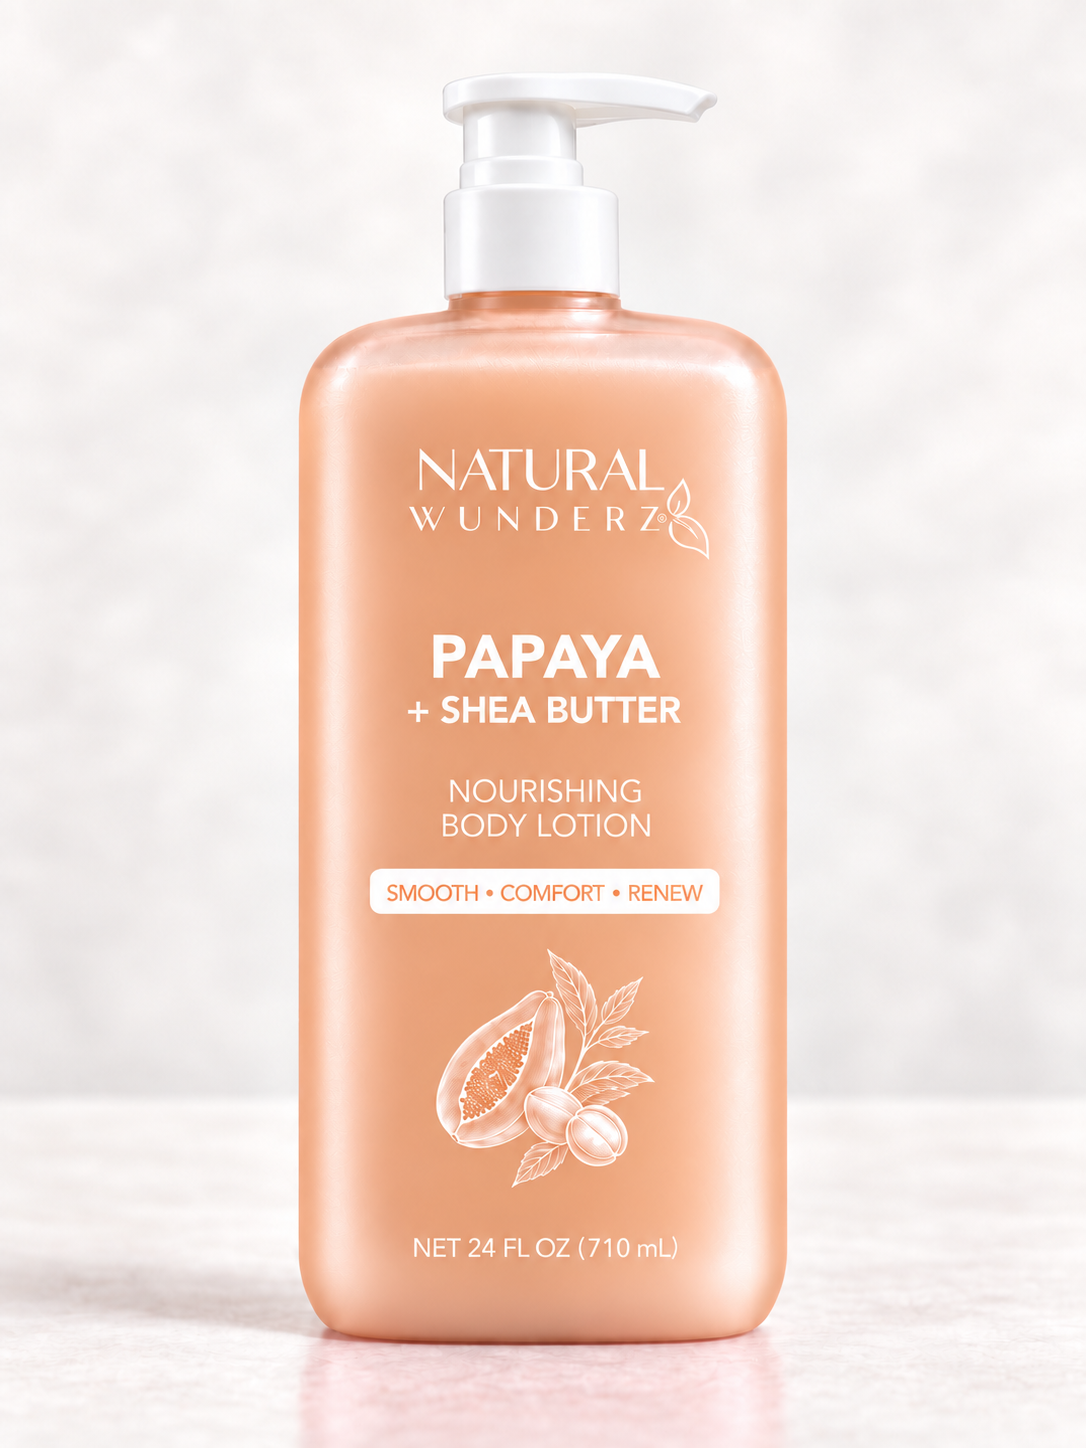 NATURAL
WUNDERZ®
PAPAYA
+ SHEA BUTTER
NOURISHING
BODY LOTION
SMOOTH • COMFORT • RENEW
NET 24 FL OZ (710 mL)